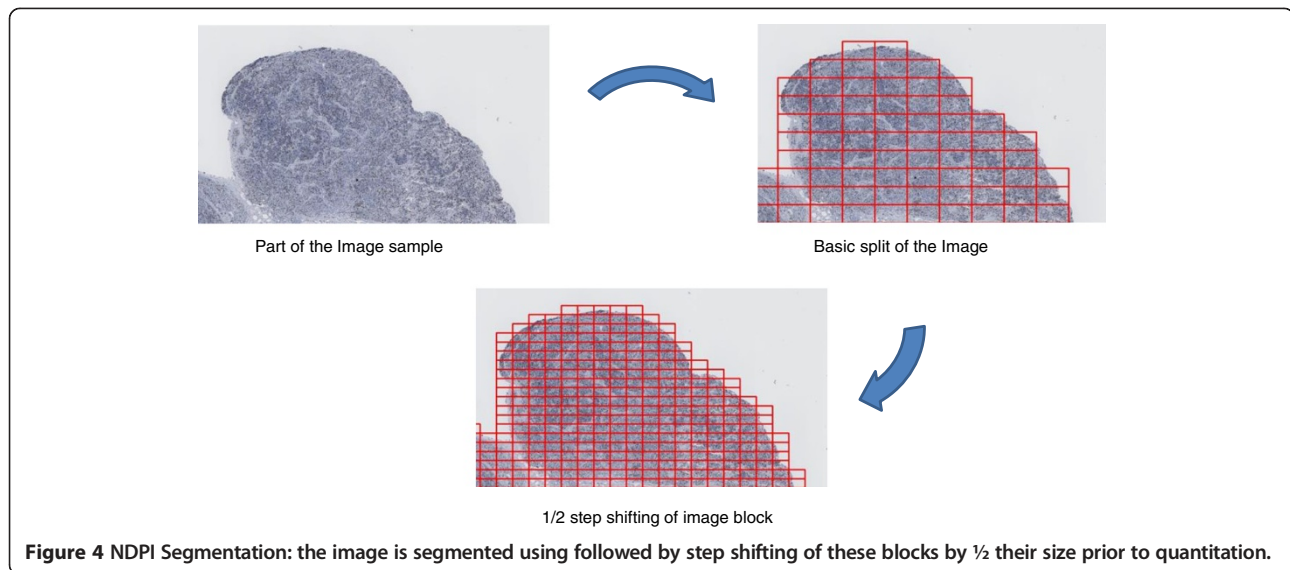 Part of the Image sample
Basic split of the Image
1/2 step shifting of image block
Figure 4 NDPI Segmentation: the image is segmented using followed by step shifting of these blocks by ½ their size prior to quantitation.